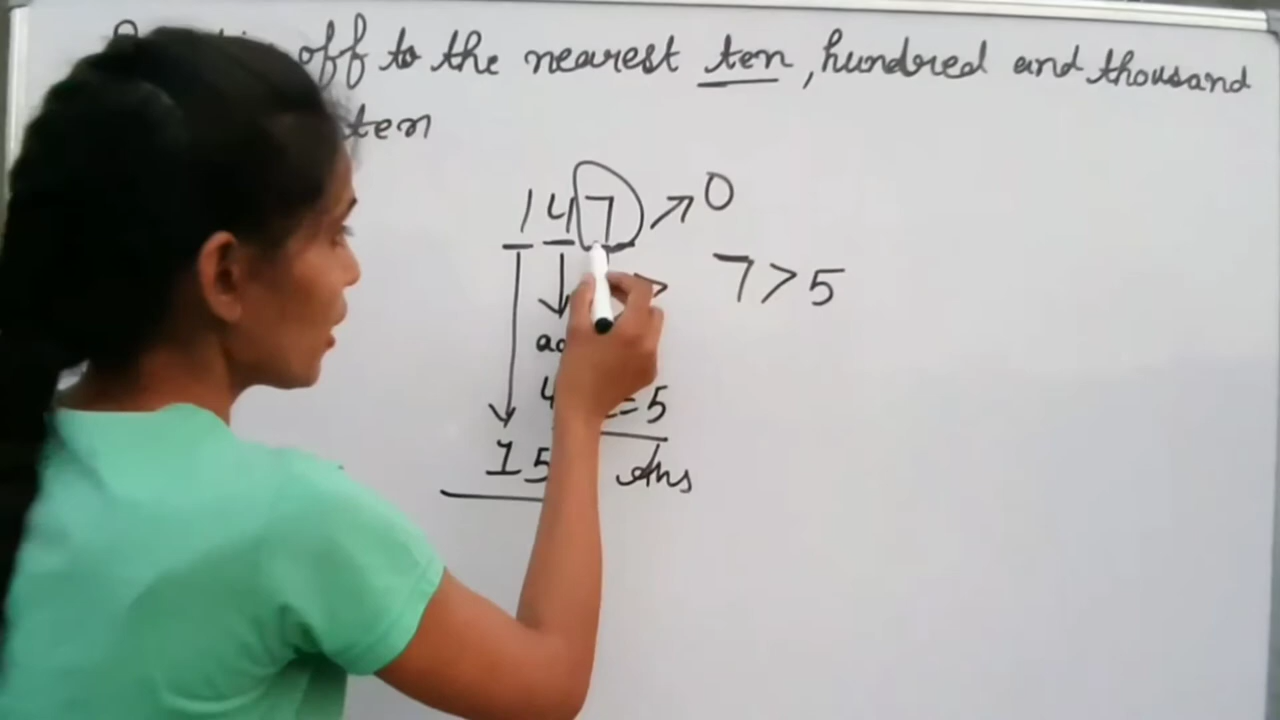 off to the nearest ten, hundred and thousand
ten
147 ↗ 0
7 > 5
= 5
15 Ans